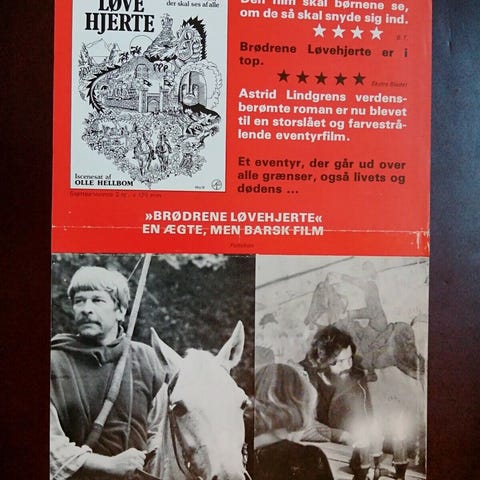 LØVE
HJERTE
der skal ses af alle
Iscenesat af
OLLE HELLBOM
Den film skal børnene se,
om de så skal snyde sig ind.
★★★★
B.T.
Brødrene Løvehjerte er i
top.
★★★★★
Ekstra Bladet
Astrid Lindgrens verdens-
berømte roman er nu blevet
til en storslået og farvestrå-
lende eventyrfilm.
Et eventyr, der går ud over
alle grænser, også livets og
dødens ...
»BRØDRENE LØVEHJERTE«
EN ÆGTE, MEN BARSK FILM
Politiken